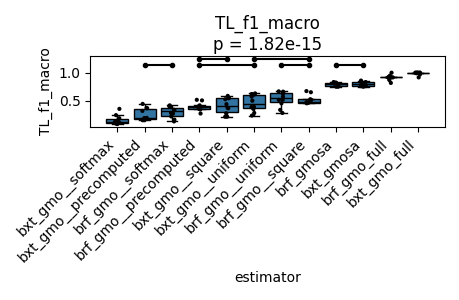 TL_f1_macro
p = 1.82e-15
TL_f1_macro
1.0
0.5
bxt_gmo__softmax
bxt_gmo__precomputed
brf_gmo__softmax
brf_gmo__precomputed
bxt_gmo__square
bxt_gmo__uniform
brf_gmo__uniform
brf_gmo__square
brf_gmosa
bxt_gmosa
brf_gmo_full
bxt_gmo_full
estimator